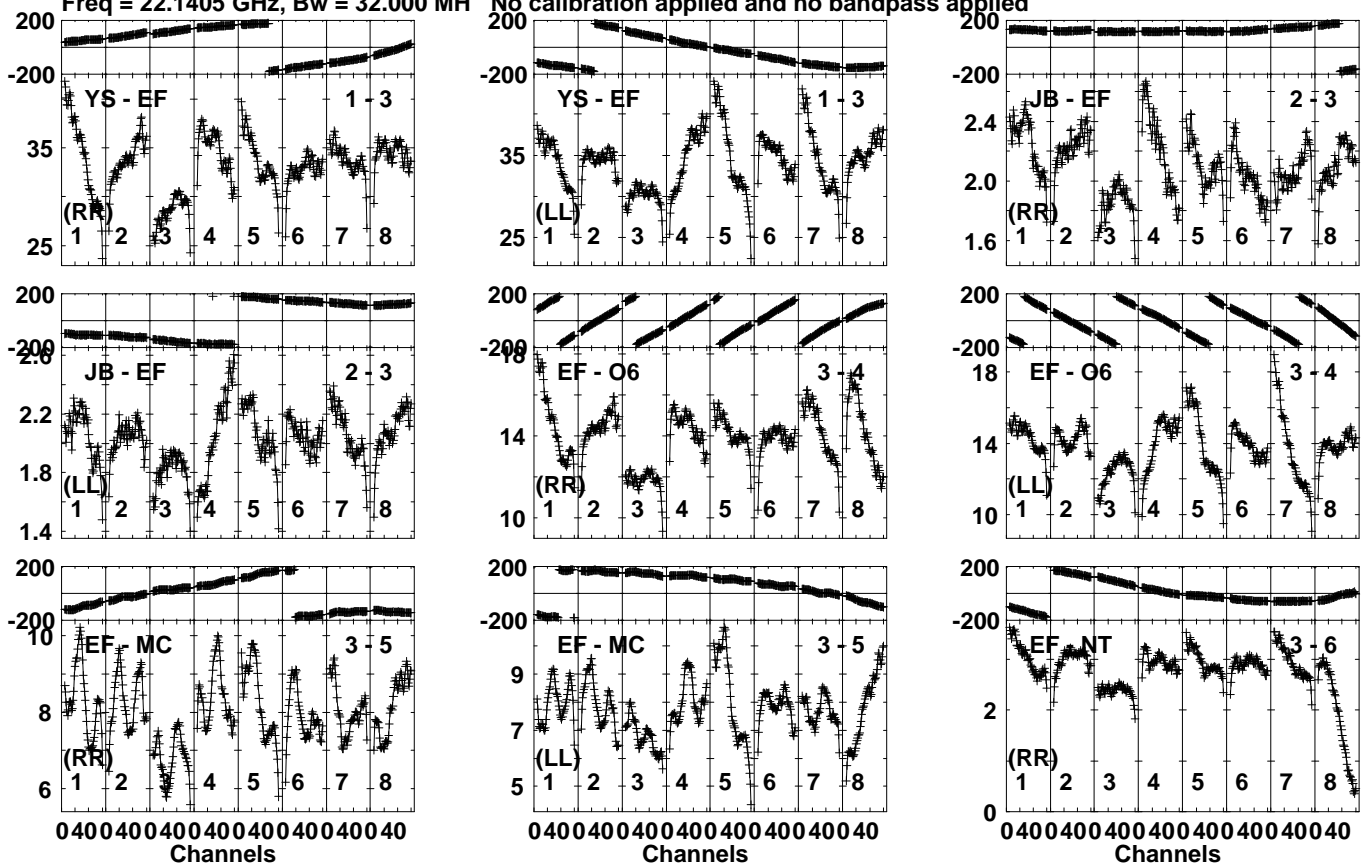 Freq = 22.1405 GHz, Bw = 32.000 MH No calibration applied and no bandpass applied
200
-200
YS - EF 1 - 3
35
25
(RR)
1 2 3 4 5 6 7 8
200
-200
YS - EF 1 - 3
35
25
(LL)
1 2 3 4 5 6 7 8
200
-200
JB - EF 2 - 3
2.4
2.0
1.6
(RR)
1 2 3 4 5 6 7 8
200
-200
2.6
JB - EF 2 - 3
2.2
1.8
1.4
(LL)
1 2 3 4 5 6 7 8
200
-200
18
EF - O6 3 - 4
14
10
(RR)
1 2 3 4 5 6 7 8
200
-200
EF - O6 3 - 4
18
14
10
(LL)
1 2 3 4 5 6 7 8
200
-200
10
EF - MC 3 - 5
8
6
(RR)
1 2 3 4 5 6 7 8
0 40 0 40 0 40 0 40 0 40 0 40 0 40 0 40
Channels
200
-200
EF - MC 3 - 5
9
7
5
(LL)
1 2 3 4 5 6 7 8
0 40 0 40 0 40 0 40 0 40 0 40 0 40 0 40
Channels
200
-200
EF - NT 3 - 6
2
0
(RR)
1 2 3 4 5 6 7 8
0 40 0 40 0 40 0 40 0 40 0 40 0 40 0 40
Channels